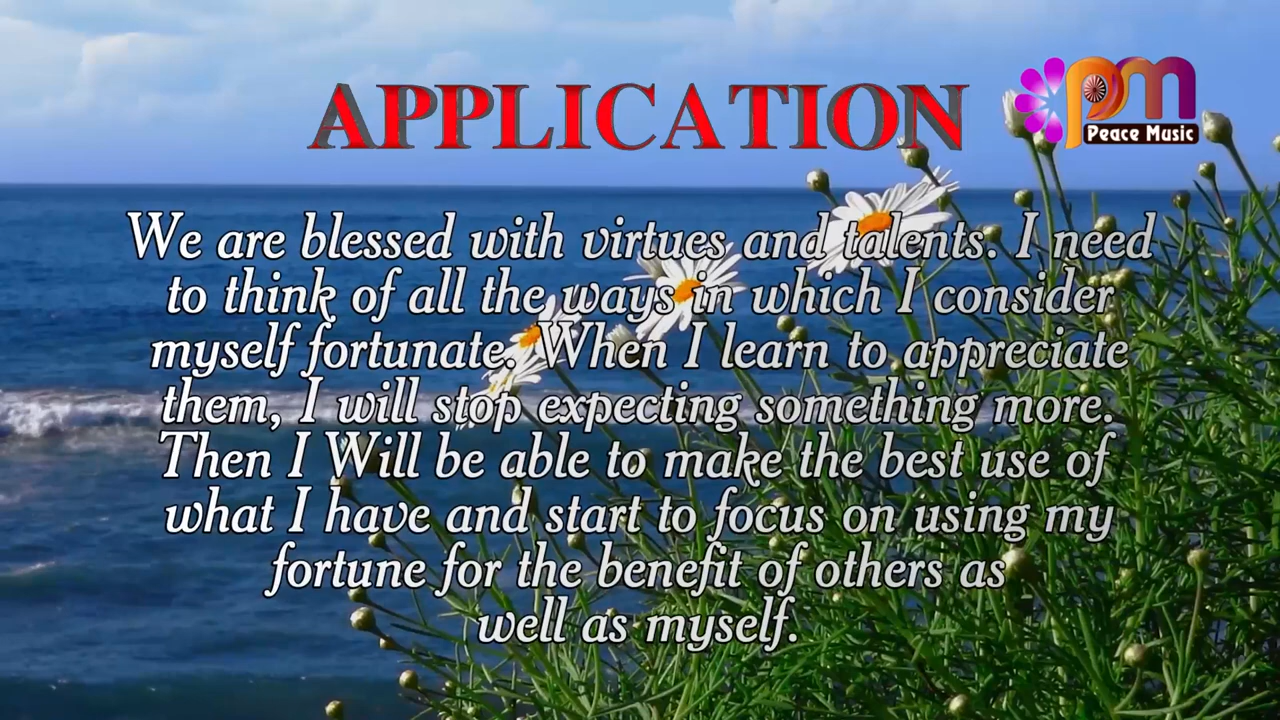 APPLICATION
pm
Peace Music
We are blessed with virtues and talents. I need
to think of all the ways in which I consider
myself fortunate. When I learn to appreciate
them, I will stop expecting something more.
Then I Will be able to make the best use of
what I have and start to focus on using my
fortune for the benefit of others as
well as myself.